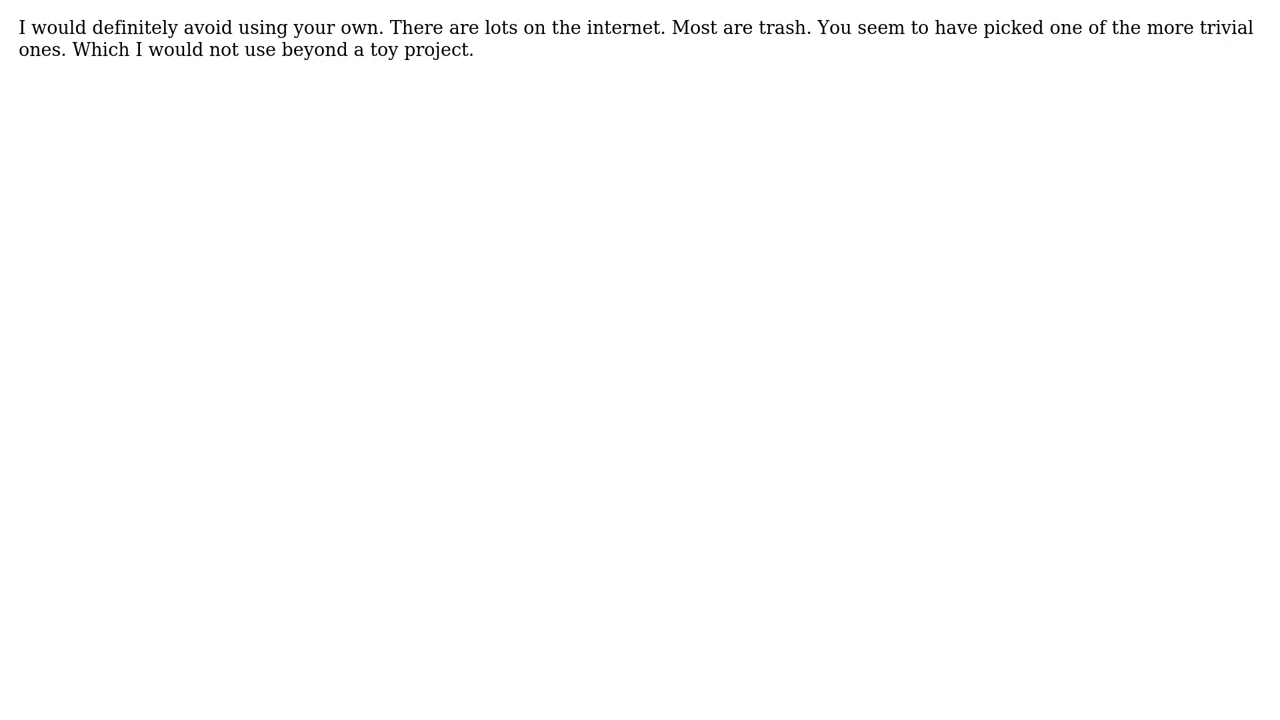 I would definitely avoid using your own. There are lots on the internet. Most are trash. You seem to have picked one of the more trivial
ones. Which I would not use beyond a toy project.